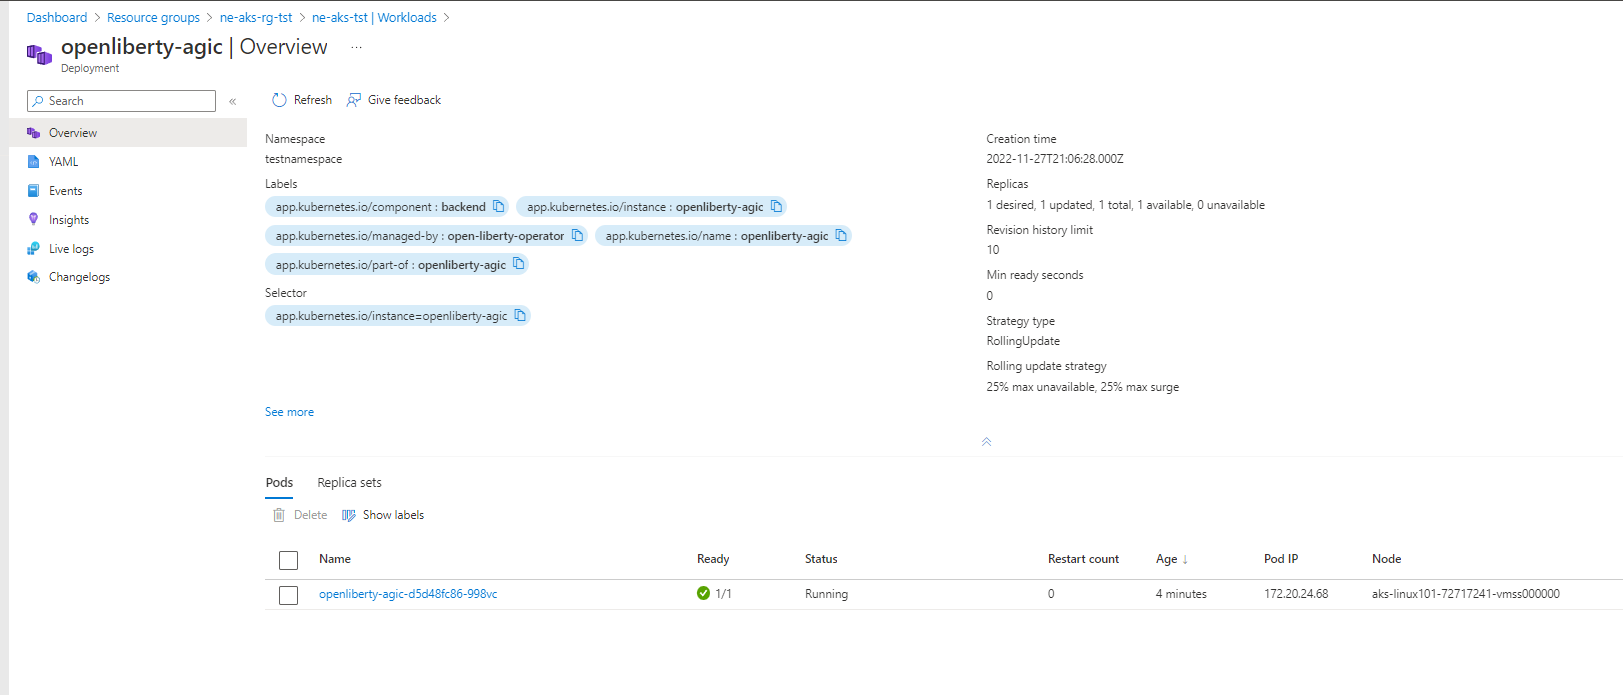 Dashboard > Resource groups > ne-aks-rg-tst > ne-aks-tst | Workloads >
openliberty-agic | Overview ...
Deployment
Search «
Overview
YAML
Events
Insights
Live logs
Changelogs
Refresh Give feedback
Namespace
testnamespace
Labels
app.kubernetes.io/component : backend app.kubernetes.io/instance : openliberty-agic
app.kubernetes.io/managed-by : open-liberty-operator app.kubernetes.io/name : openliberty-agic
app.kubernetes.io/part-of : openliberty-agic
Selector
app.kubernetes.io/instance=openliberty-agic
See more
Creation time
2022-11-27T21:06:28.000Z
Replicas
1 desired, 1 updated, 1 total, 1 available, 0 unavailable
Revision history limit
10
Min ready seconds
0
Strategy type
RollingUpdate
Rolling update strategy
25% max unavailable, 25% max surge
Pods Replica sets
Delete Show labels
Name Ready Status Restart count Age ↓ Pod IP Node
openliberty-agic-d5d48fc86-998vc 1/1 Running 0 4 minutes 172.20.24.68 aks-linux101-72717241-vmss000000